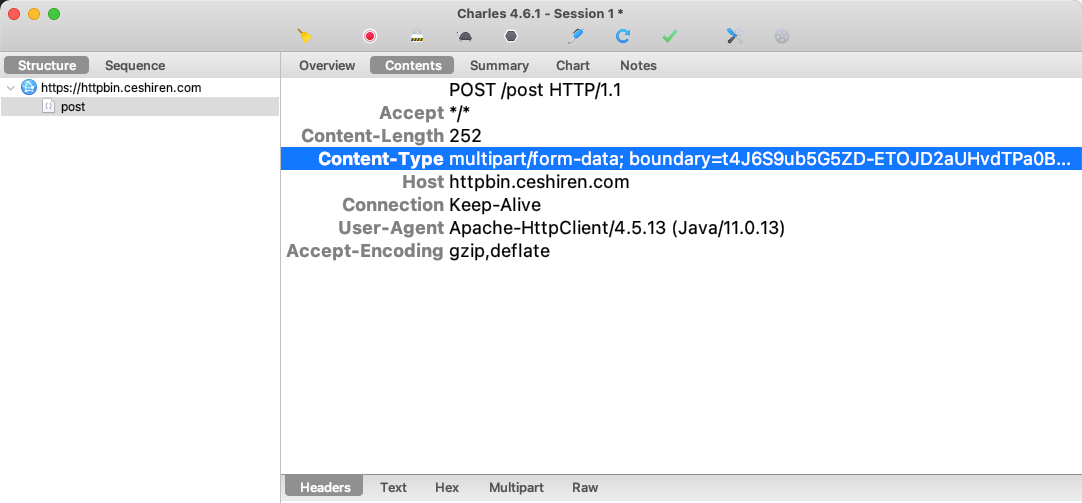 Charles 4.6.1 - Session 1 *
Structure Sequence
https://httpbin.ceshiren.com
post
Overview Contents Summary Chart Notes
POST /post HTTP/1.1
Accept */*
Content-Length 252
Content-Type multipart/form-data; boundary=t4J6S9ub5G5ZD-ETOJD2aUHvdTPa0B...
Host httpbin.ceshiren.com
Connection Keep-Alive
User-Agent Apache-HttpClient/4.5.13 (Java/11.0.13)
Accept-Encoding gzip,deflate
Headers Text Hex Multipart Raw